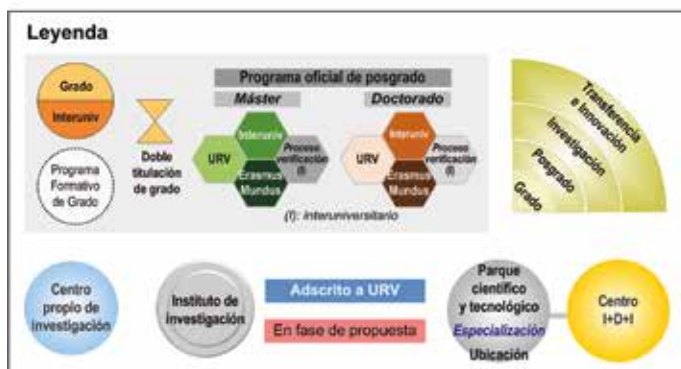 Leyenda
Grado
Interuniv
Programa
Formativo
de Grado
Doble
titulación
de grado
Programa oficial de posgrado
Máster
Interuniv
URV
Proceso
verificación
(I)
Erasmus
Mundus
Doctorado
Interuniv
URV
Proceso
verificación
(I)
Erasmus
Mundus
(I): interuniversitario
Transferencia
e Innovación
Investigación
Posgrado
Grado
Centro
propio de
investigación
Instituto de
investigación
Adscrito a URV
En fase de propuesta
Parque
científico
y tecnológico
Especialización
Ubicación
Centro
I+D+I